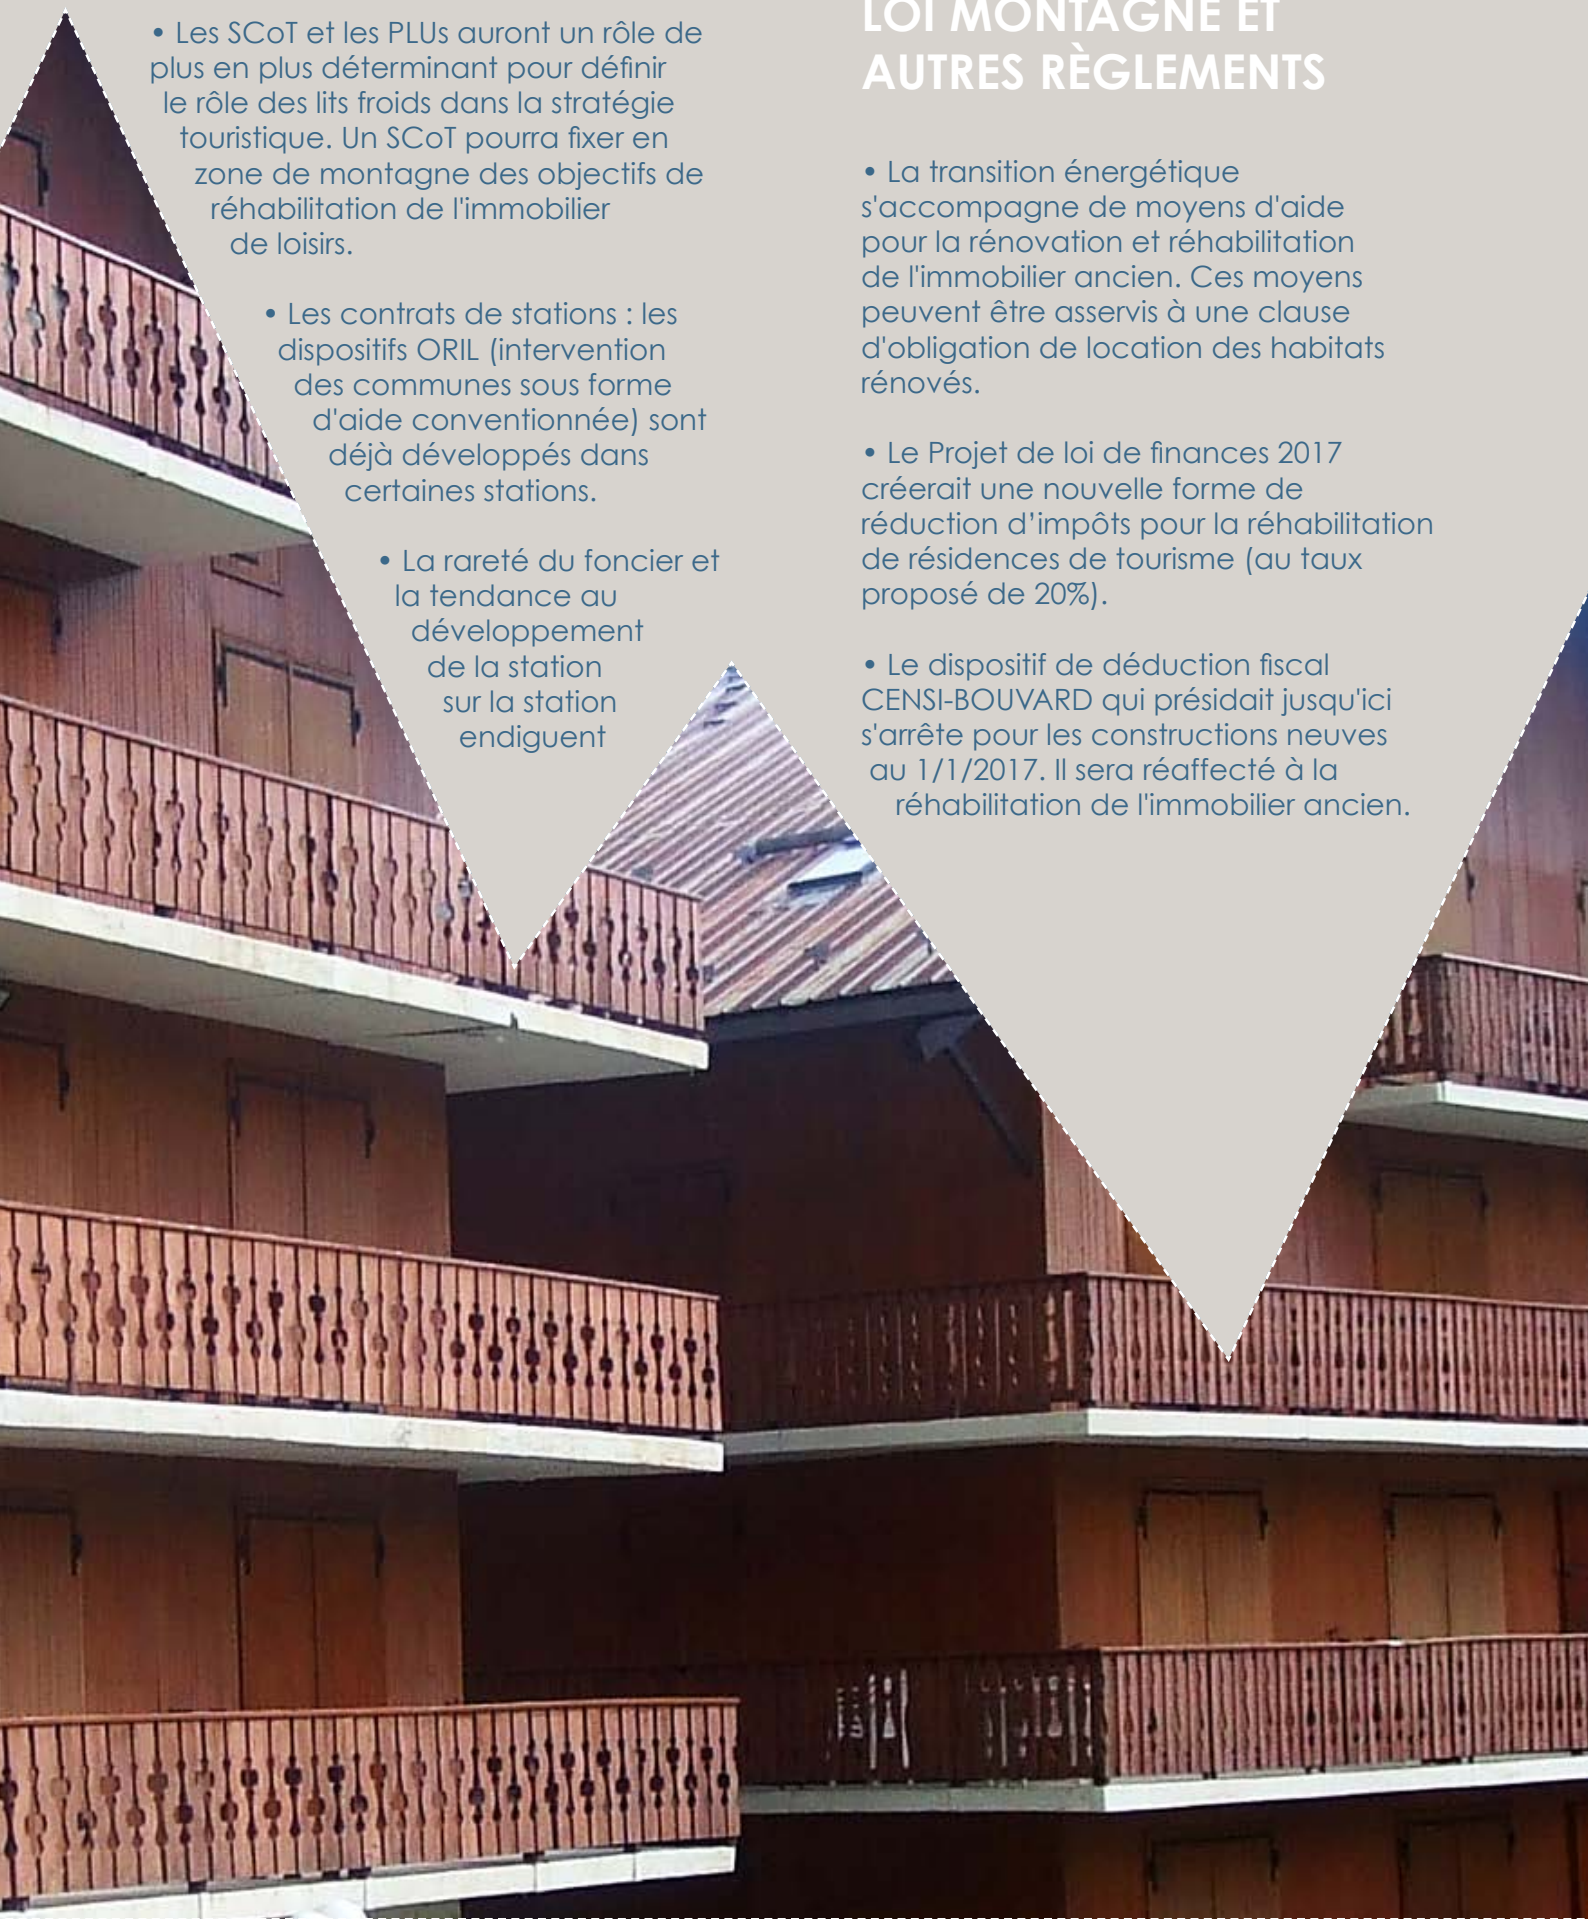 • Les SCoT et les PLUs auront un rôle de
plus en plus déterminant pour définir
le rôle des lits froids dans la stratégie
touristique. Un SCoT pourra fixer en
zone de montagne des objectifs de
réhabilitation de l'immobilier
de loisirs.
• Les contrats de stations : les
dispositifs ORIL (intervention
des communes sous forme
d'aide conventionnée) sont
déjà développés dans
certaines stations.
• La rareté du foncier et
la tendance au
développement
de la station
sur la station
endiguent
LOI MONTAGNE ET
AUTRES RÈGLEMENTS
• La transition énergétique
s'accompagne de moyens d'aide
pour la rénovation et réhabilitation
de l'immobilier ancien. Ces moyens
peuvent être asservis à une clause
d'obligation de location des habitats
rénovés.
• Le Projet de loi de finances 2017
créerait une nouvelle forme de
réduction d’impôts pour la réhabilitation
de résidences de tourisme (au taux
proposé de 20%).
• Le dispositif de déduction fiscal
CENSI-BOUVARD qui présidait jusqu'ici
s'arrête pour les constructions neuves
au 1/1/2017. Il sera réaffecté à la
réhabilitation de l'immobilier ancien.